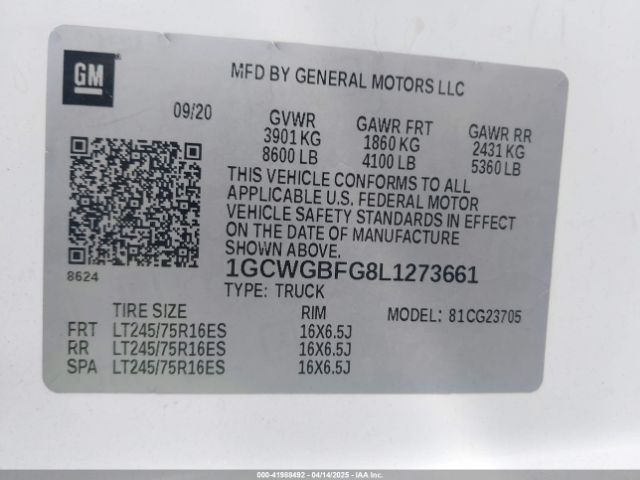 GM
MFD BY GENERAL MOTORS LLC
09/20
GVWR GAWR FRT GAWR RR
3901 KG 1860 KG 2431 KG
8600 LB 4100 LB 5360 LB
THIS VEHICLE CONFORMS TO ALL
APPLICABLE U.S. FEDERAL MOTOR
VEHICLE SAFETY STANDARDS IN EFFECT
ON THE DATE OF MANUFACTURE
SHOWN ABOVE.
8624
1GCWGBFG8L1273661
TYPE: TRUCK
TIRE SIZE RIM MODEL: 81CG23705
FRT LT245/75R16ES 16X6.5J
RR LT245/75R16ES 16X6.5J
SPA LT245/75R16ES 16X6.5J
000-41988492 - 04/14/2025 - IAAI.COM